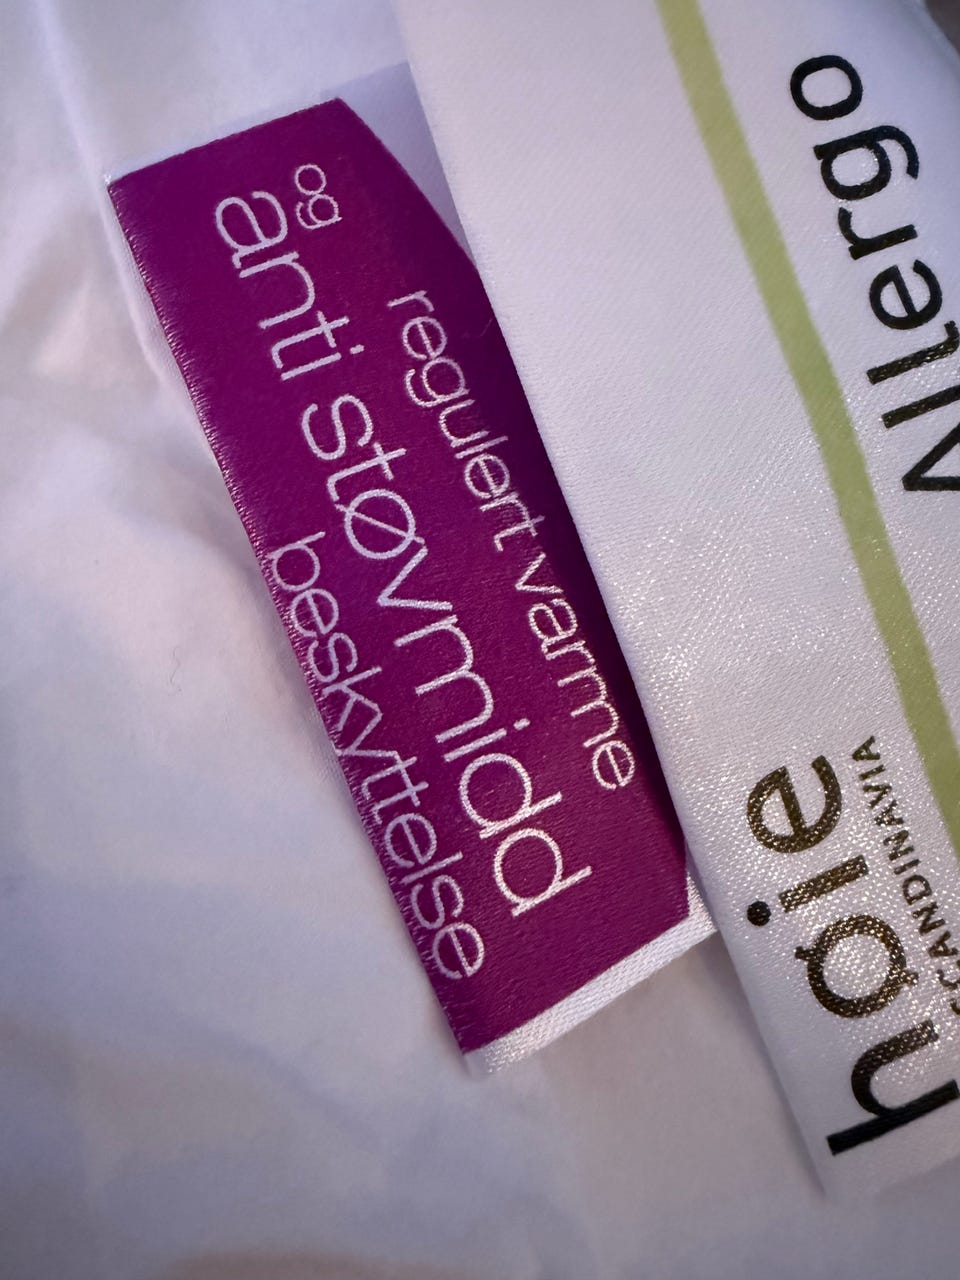 regulert varme
og
anti støvmidd
beskyttelse
Allergo
høie
SCANDINAVIA